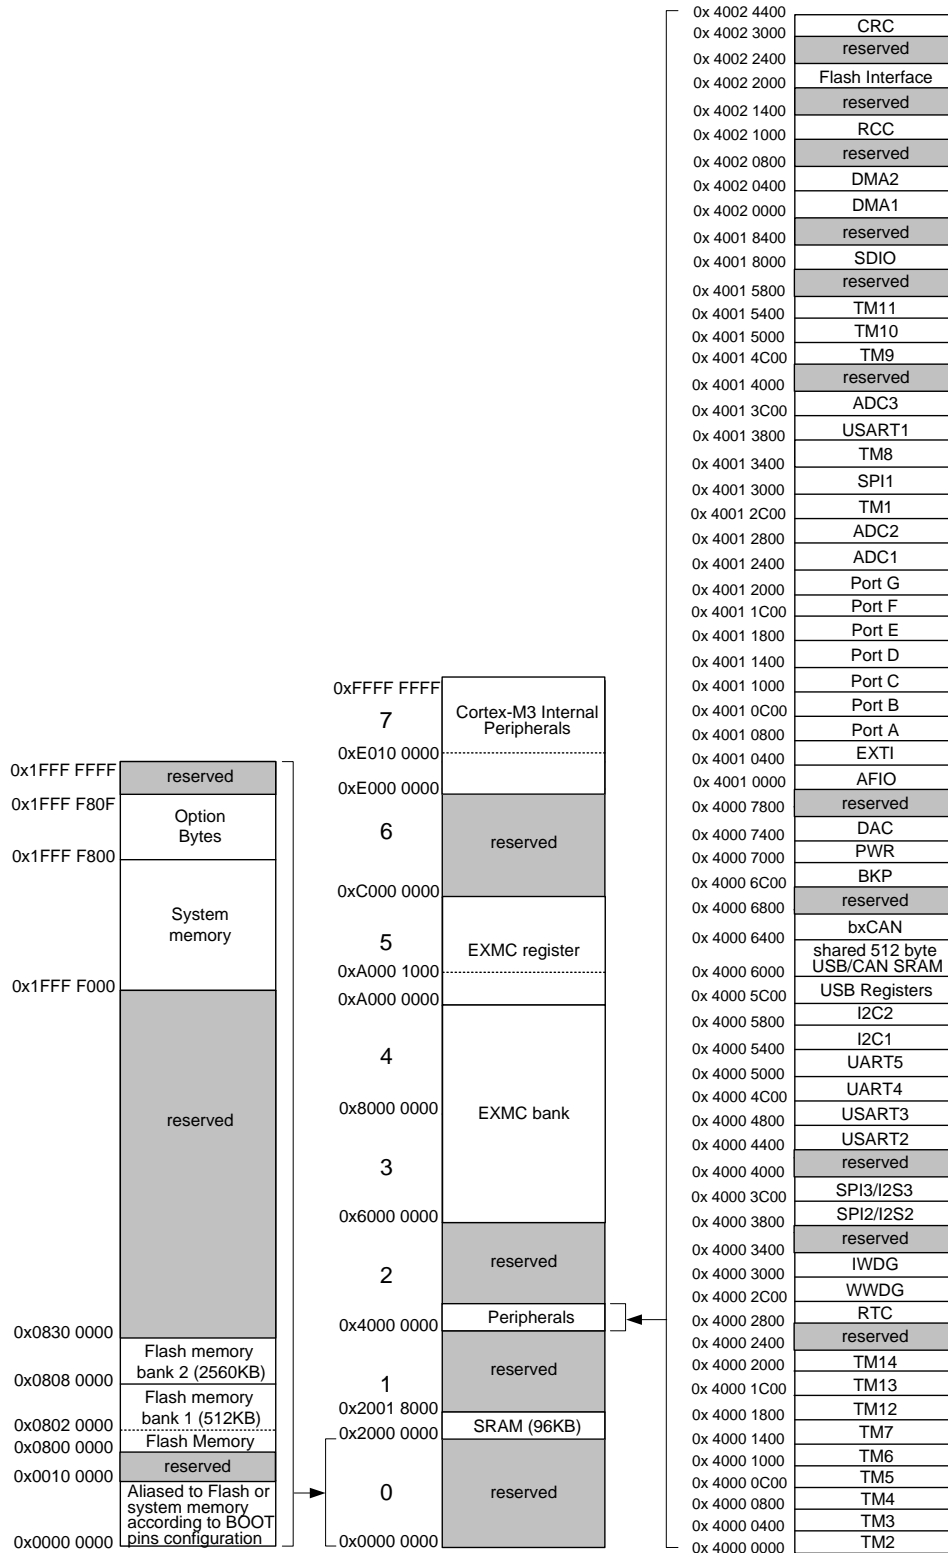 0x1FFF FFFF
reserved
0x1FFF F80F
Option
Bytes
0x1FFF F800
System
memory
0x1FFF F000
reserved
0x0830 0000
Flash memory
bank 2 (2560KB)
0x0808 0000
Flash memory
bank 1 (512KB)
0x0802 0000
Flash Memory
0x0800 0000
reserved
0x0010 0000
Aliased to Flash or
system memory
according to BOOT
pins configuration
0x0000 0000
0xFFFF FFFF
7
Cortex-M3 Internal
Peripherals
0xE010 0000
0xE000 0000
6
reserved
0xC000 0000
5
EXMC register
0xA000 1000
0xA000 0000
4
0x8000 0000
EXMC bank
3
0x6000 0000
2
reserved
0x4000 0000
Peripherals
1
reserved
0x2001 8000
SRAM (96KB)
0x2000 0000
0
reserved
0x0000 0000
0x 4002 4400
CRC
0x 4002 3000
reserved
0x 4002 2400
Flash Interface
0x 4002 2000
reserved
0x 4002 1400
RCC
0x 4002 1000
reserved
0x 4002 0800
DMA2
0x 4002 0400
DMA1
0x 4002 0000
reserved
0x 4001 8400
SDIO
0x 4001 8000
reserved
0x 4001 5800
TM11
0x 4001 5400
TM10
0x 4001 5000
TM9
0x 4001 4C00
reserved
0x 4001 4000
ADC3
0x 4001 3C00
USART1
0x 4001 3800
TM8
0x 4001 3400
SPI1
0x 4001 3000
TM1
0x 4001 2C00
ADC2
0x 4001 2800
ADC1
0x 4001 2400
Port G
0x 4001 2000
Port F
0x 4001 1C00
Port E
0x 4001 1800
Port D
0x 4001 1400
Port C
0x 4001 1000
Port B
0x 4001 0C00
Port A
0x 4001 0800
EXTI
0x 4001 0400
AFIO
0x 4001 0000
reserved
0x 4000 7800
DAC
0x 4000 7400
PWR
0x 4000 7000
BKP
0x 4000 6C00
reserved
0x 4000 6800
bxCAN
0x 4000 6400
shared 512 byte
USB/CAN SRAM
0x 4000 6000
USB Registers
0x 4000 5C00
I2C2
0x 4000 5800
I2C1
0x 4000 5400
UART5
0x 4000 5000
UART4
0x 4000 4C00
USART3
0x 4000 4800
USART2
0x 4000 4400
reserved
0x 4000 4000
SPI3/I2S3
0x 4000 3C00
SPI2/I2S2
0x 4000 3800
reserved
0x 4000 3400
IWDG
0x 4000 3000
WWDG
0x 4000 2C00
RTC
0x 4000 2800
reserved
0x 4000 2400
TM14
0x 4000 2000
TM13
0x 4000 1C00
TM12
0x 4000 1800
TM7
0x 4000 1400
TM6
0x 4000 1000
TM5
0x 4000 0C00
TM4
0x 4000 0800
TM3
0x 4000 0400
TM2
0x 4000 0000